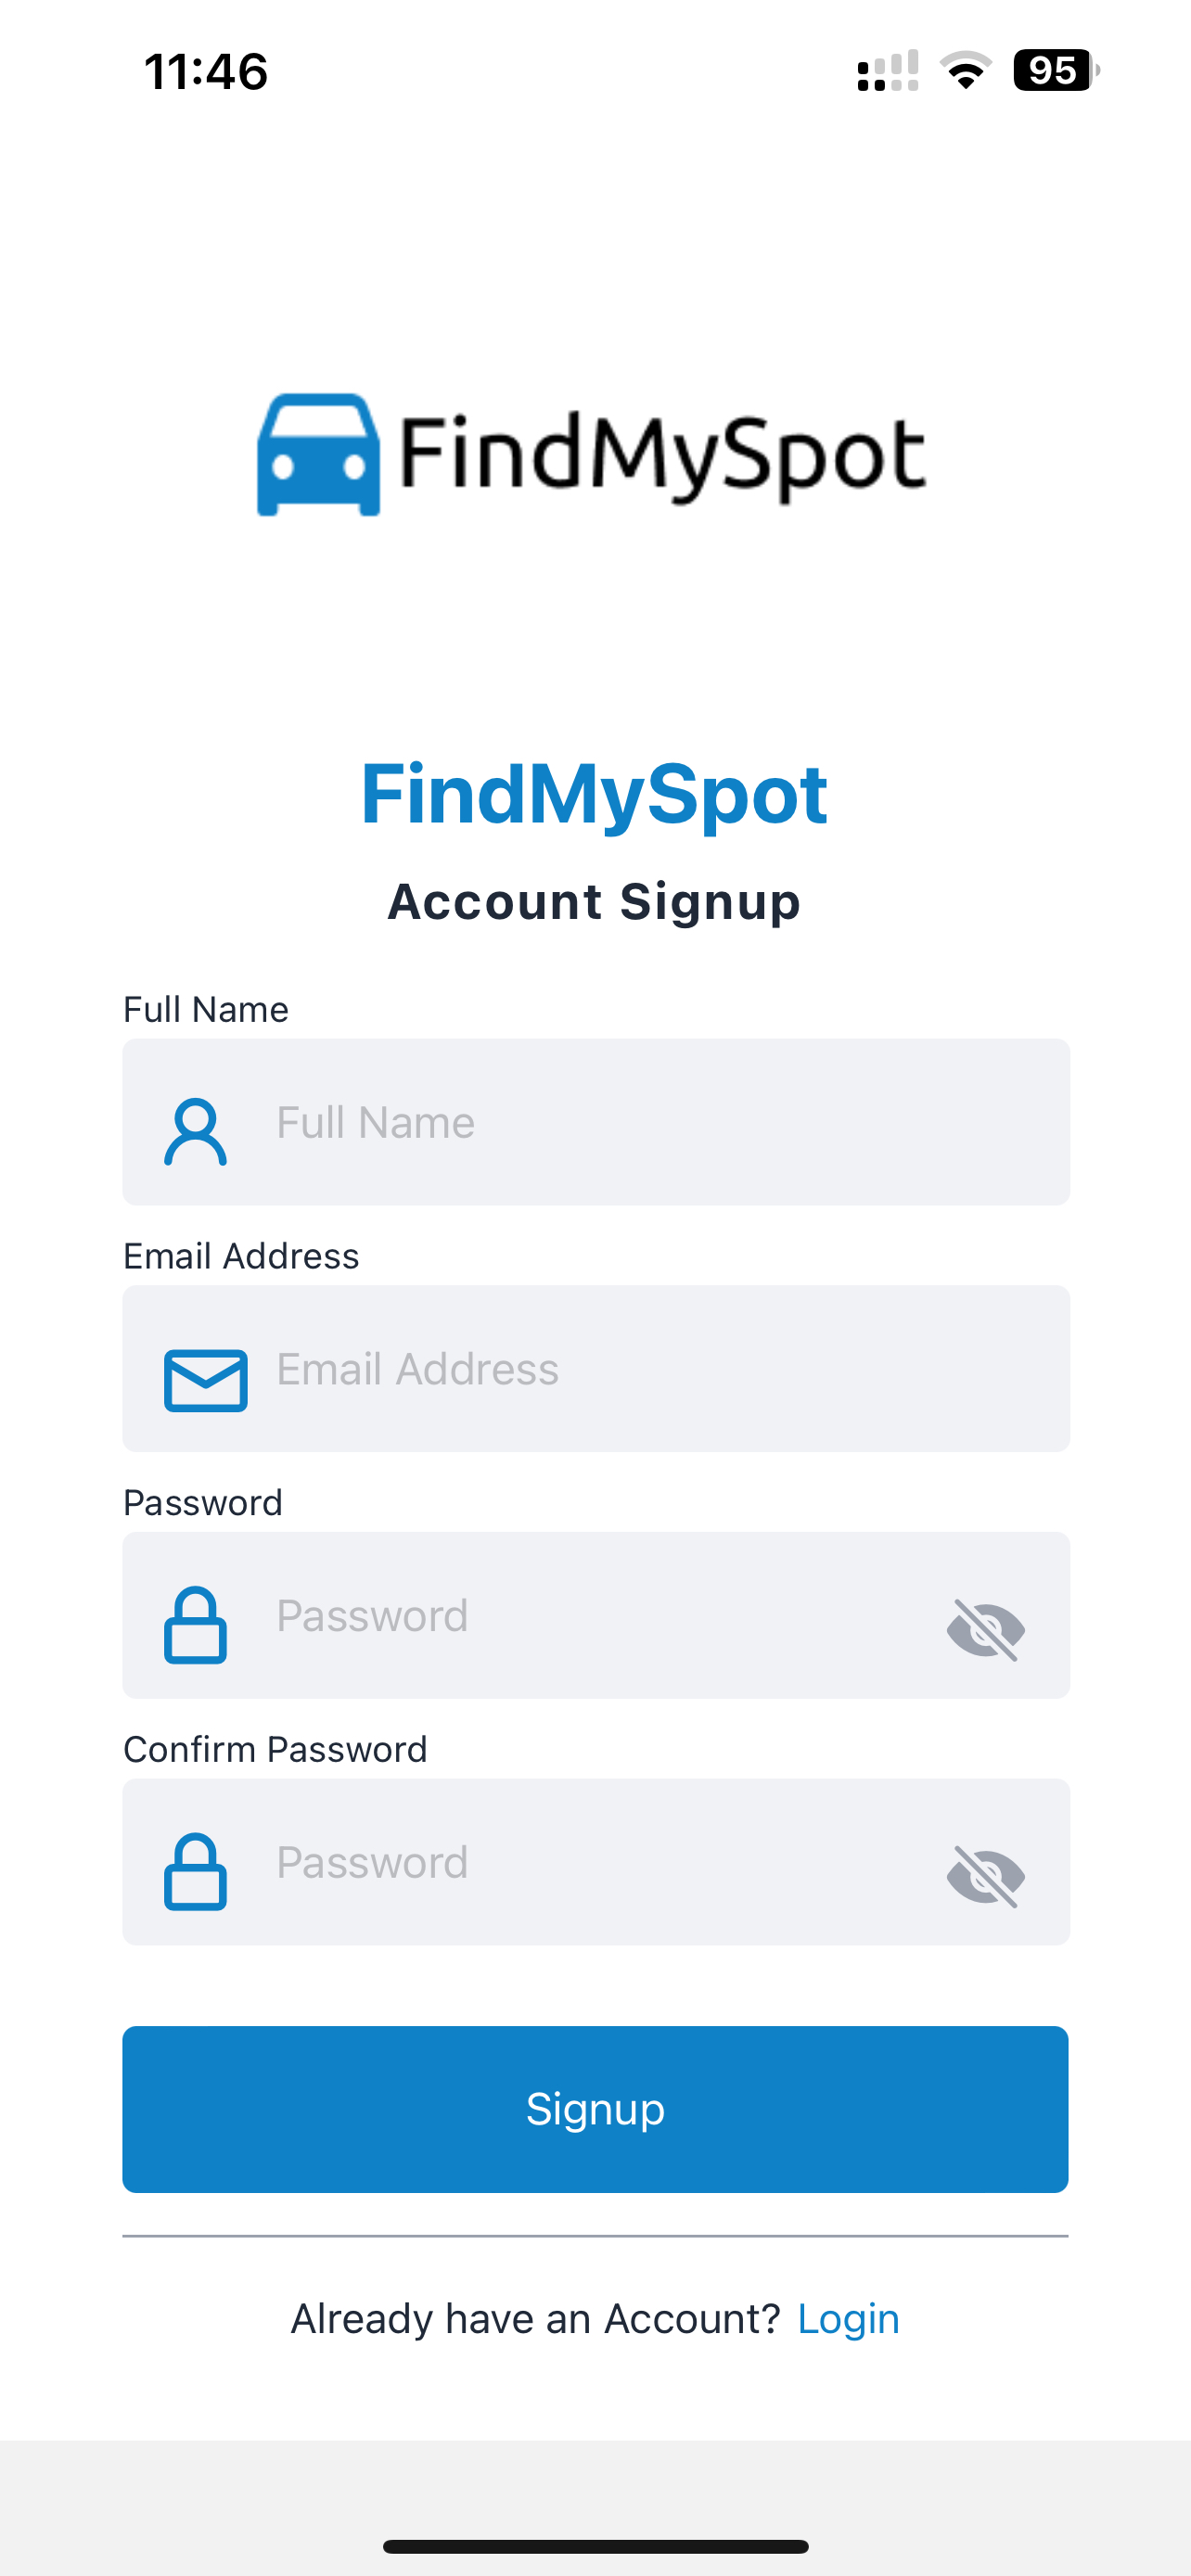 11:46
95
FindMySpot
FindMySpot
Account Signup
Full Name
Full Name
Email Address
Email Address
Password
Password
Confirm Password
Password
Signup
Already have an Account? Login